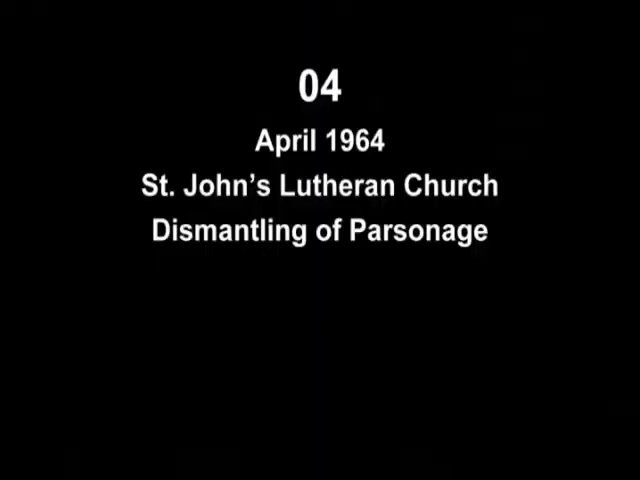 04
April 1964
St. John’s Lutheran Church
Dismantling of Parsonage